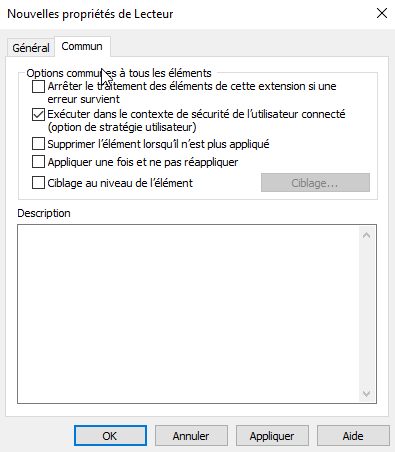 Nouvelles propriétés de Lecteur
Général
Commun
Options communes à tous les éléments
Arrêter le traitement des éléments de cette extension si une
erreur survient
Exécuter dans le contexte de sécurité de l'utilisateur connecté
(option de stratégie utilisateur)
Supprimer l'élément lorsqu'il n'est plus appliqué
Appliquer une fois et ne pas réappliquer
Ciblage au niveau de l'élément
Ciblage...
Description
OK
Annuler
Appliquer
Aide